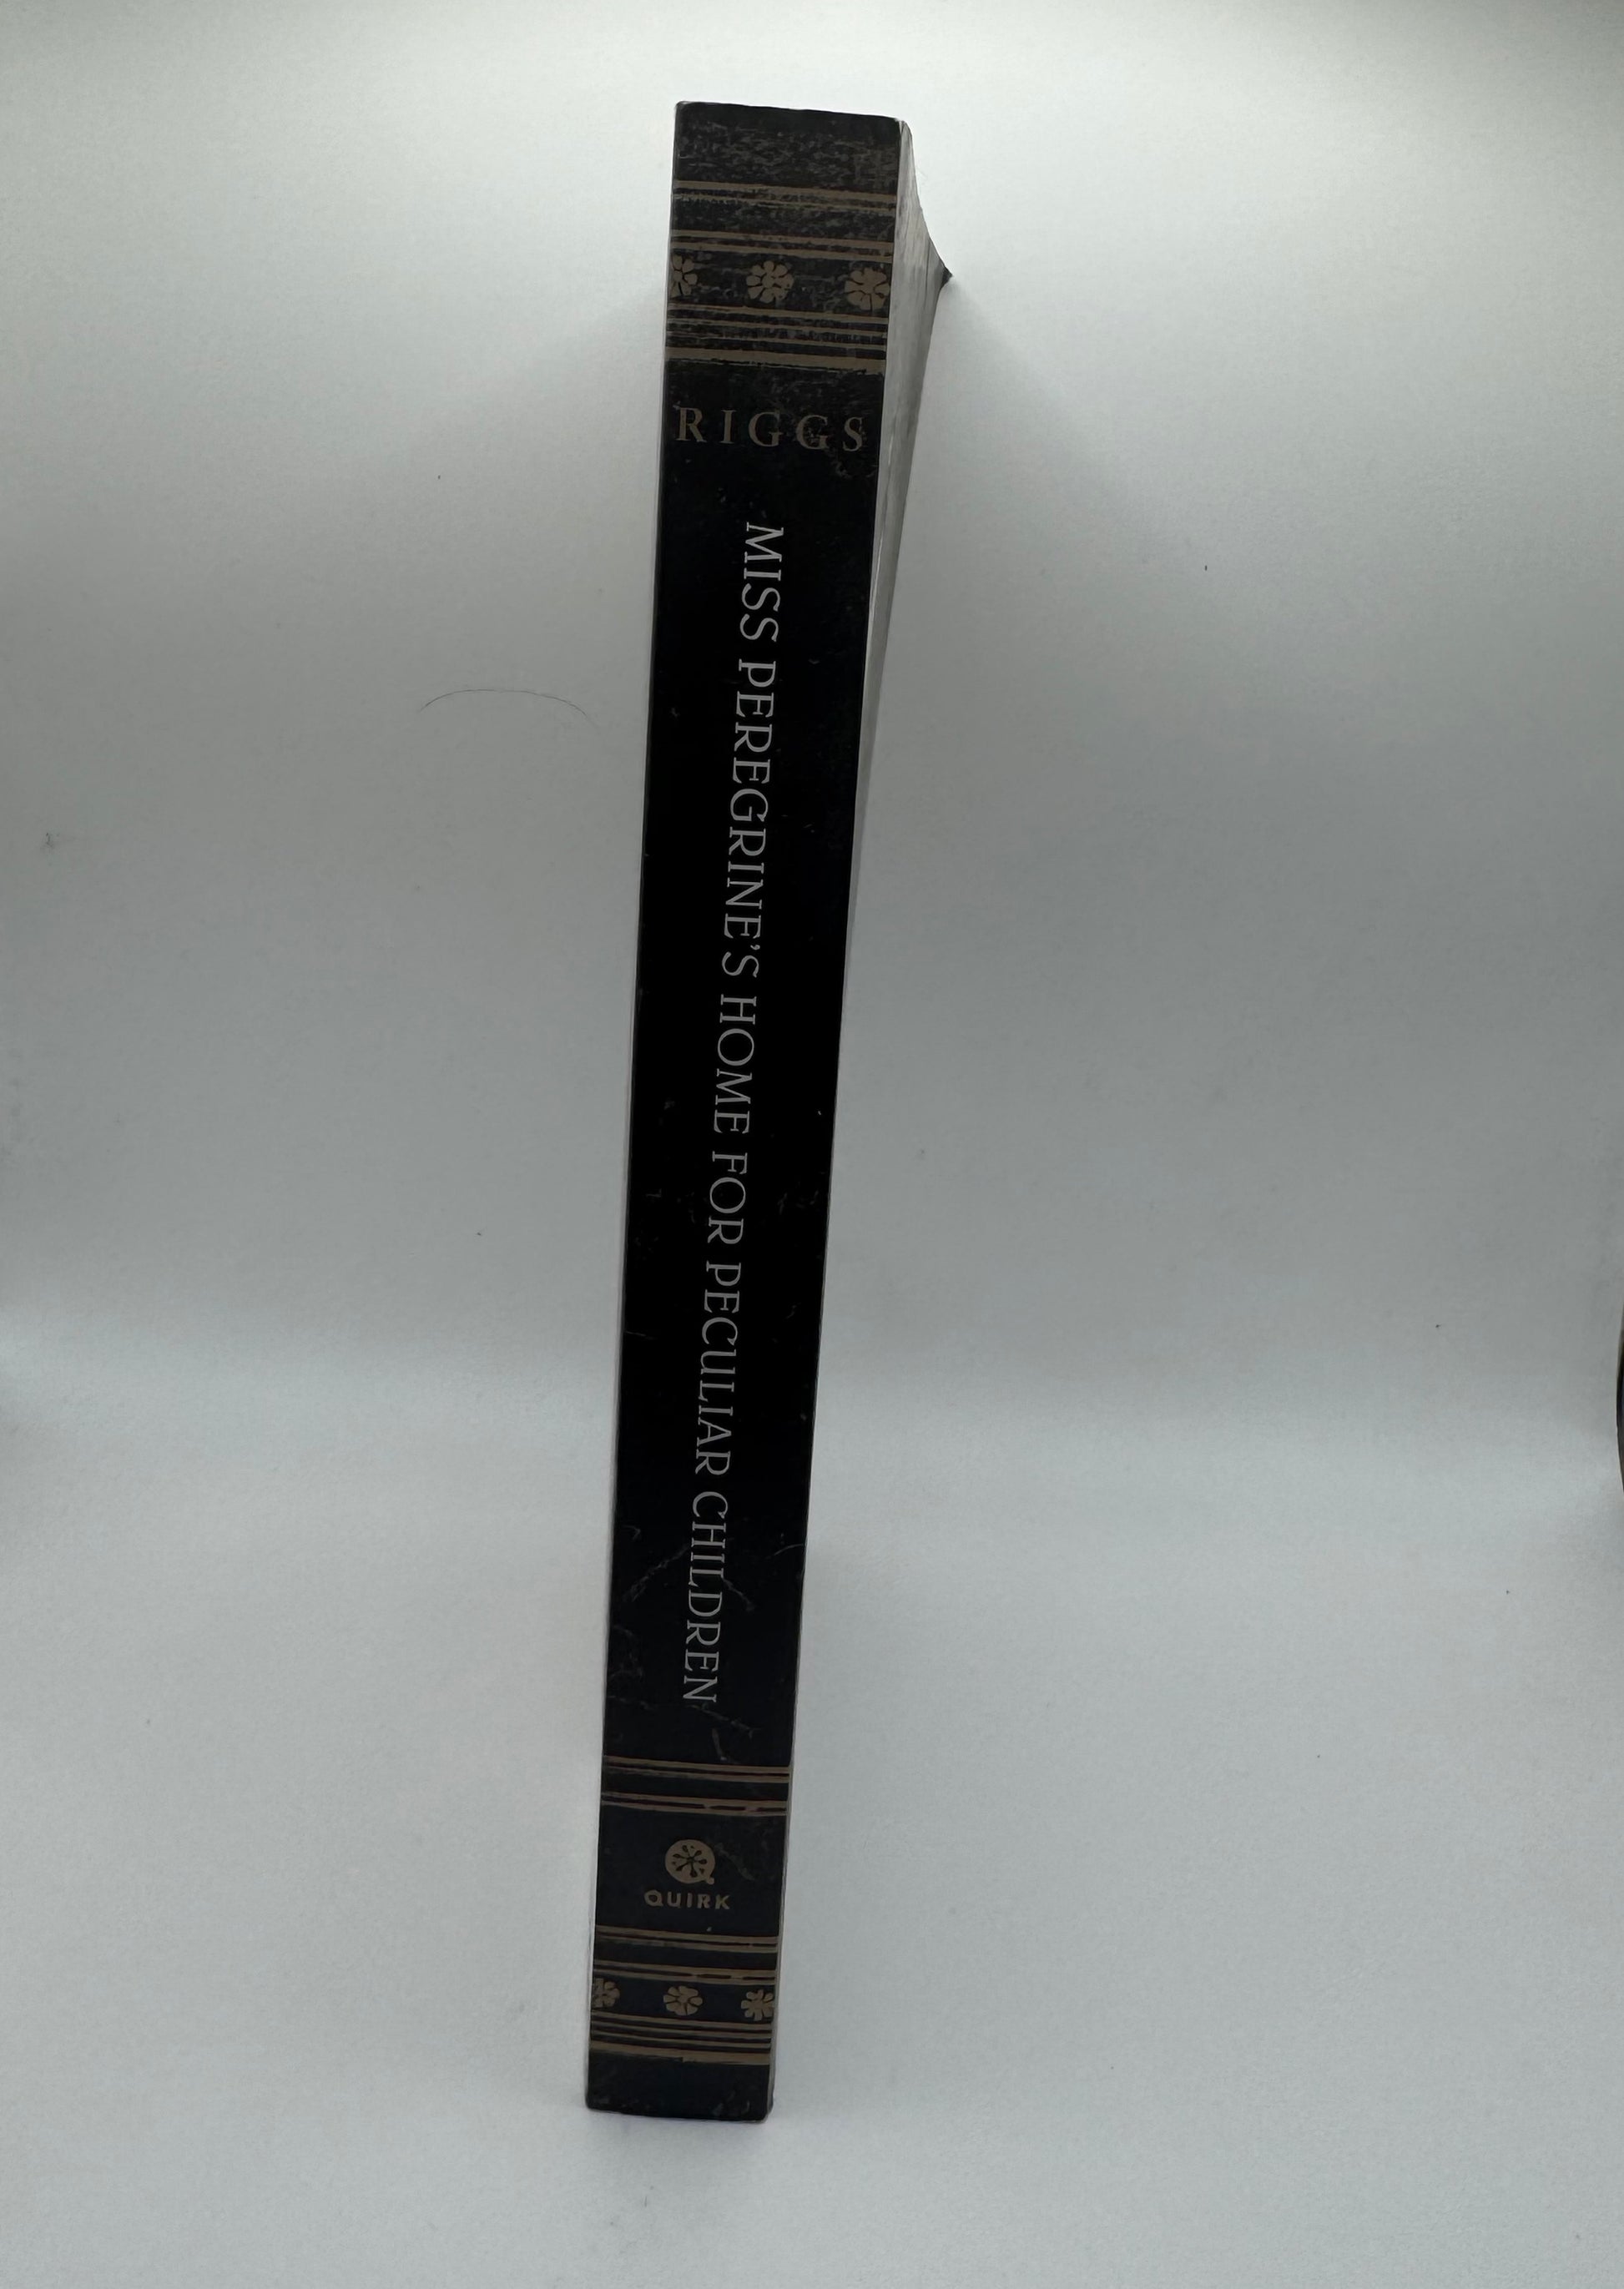 RIGGS
MISS PEREGRINE'S HOME FOR PECULIAR CHILDREN
QUIRK